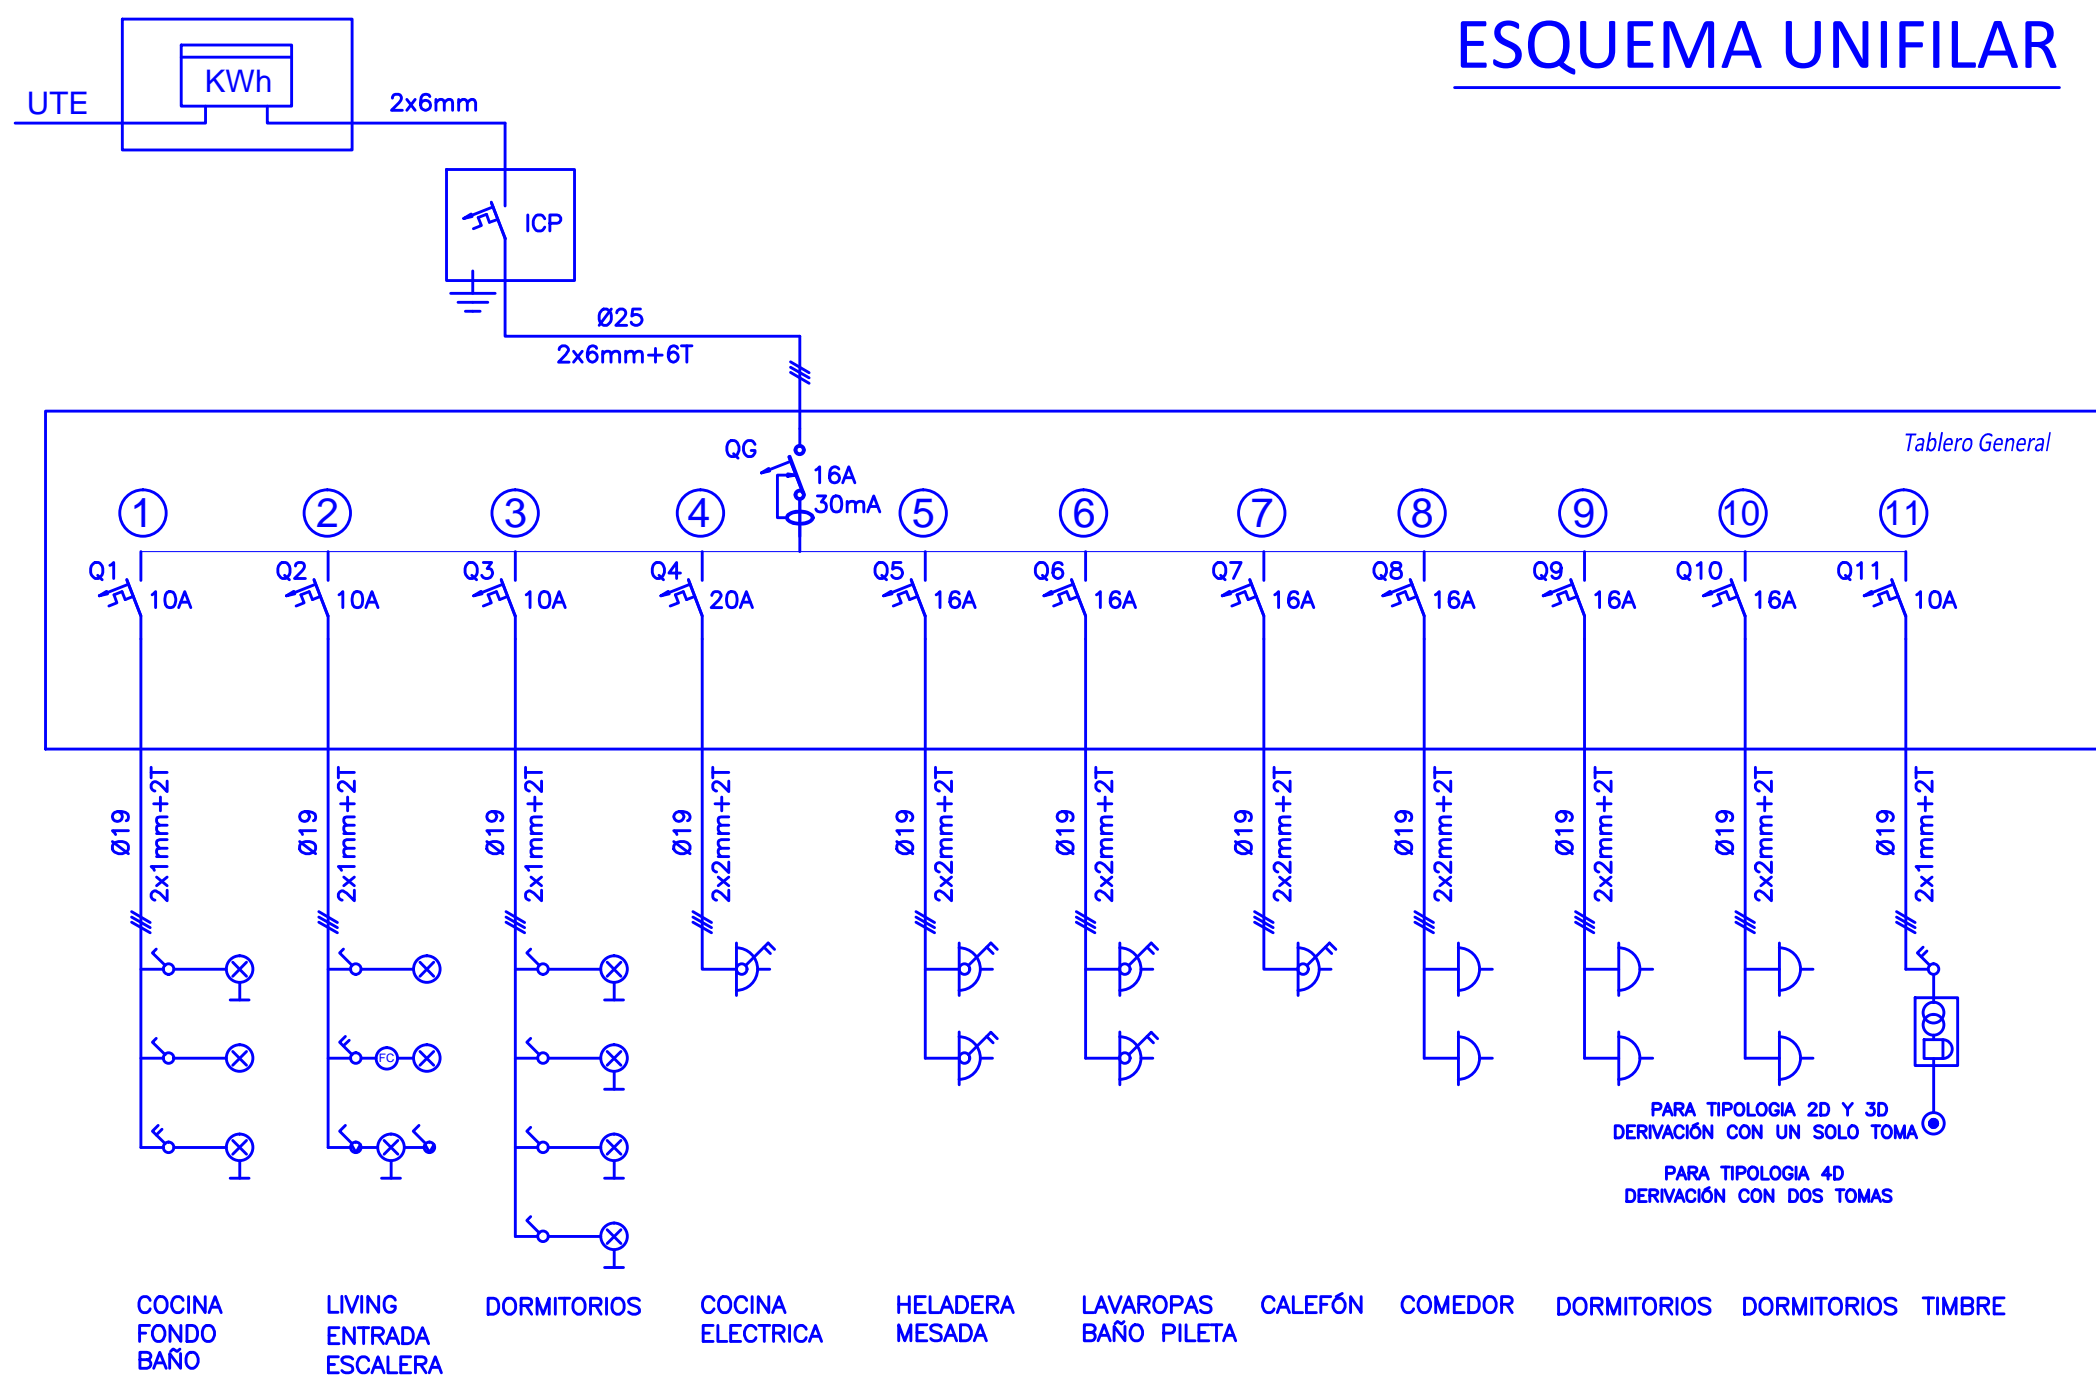 ESQUEMA UNIFILAR
KWh
UTE
2x6mm
ICP
Ø25
2x6mm+6T
Tablero General
QG
16A
30mA
1 2 3 4 5 6 7 8 9 10 11
Q1 Q2 Q3 Q4 Q5 Q6 Q7 Q8 Q9 Q10 Q11
10A 10A 10A 20A 16A 16A 16A 16A 16A 16A 10A
Ø19 2x1mm+2T
Ø19 2x1mm+2T
Ø19 2x1mm+2T
Ø19 2x2mm+2T
Ø19 2x2mm+2T
Ø19 2x2mm+2T
Ø19 2x2mm+2T
Ø19 2x2mm+2T
Ø19 2x2mm+2T
Ø19 2x2mm+2T
Ø19 2x1mm+2T
FC
PARA TIPOLOGIA 2D Y 3D
DERIVACIÓN CON UN SOLO TOMA
PARA TIPOLOGIA 4D
DERIVACIÓN CON DOS TOMAS
COCINA
FONDO
BAÑO
LIVING
ENTRADA
ESCALERA
DORMITORIOS
COCINA
ELECTRICA
HELADERA
MESADA
LAVAROPAS
BAÑO PILETA
CALEFÓN
COMEDOR
DORMITORIOS
DORMITORIOS
TIMBRE